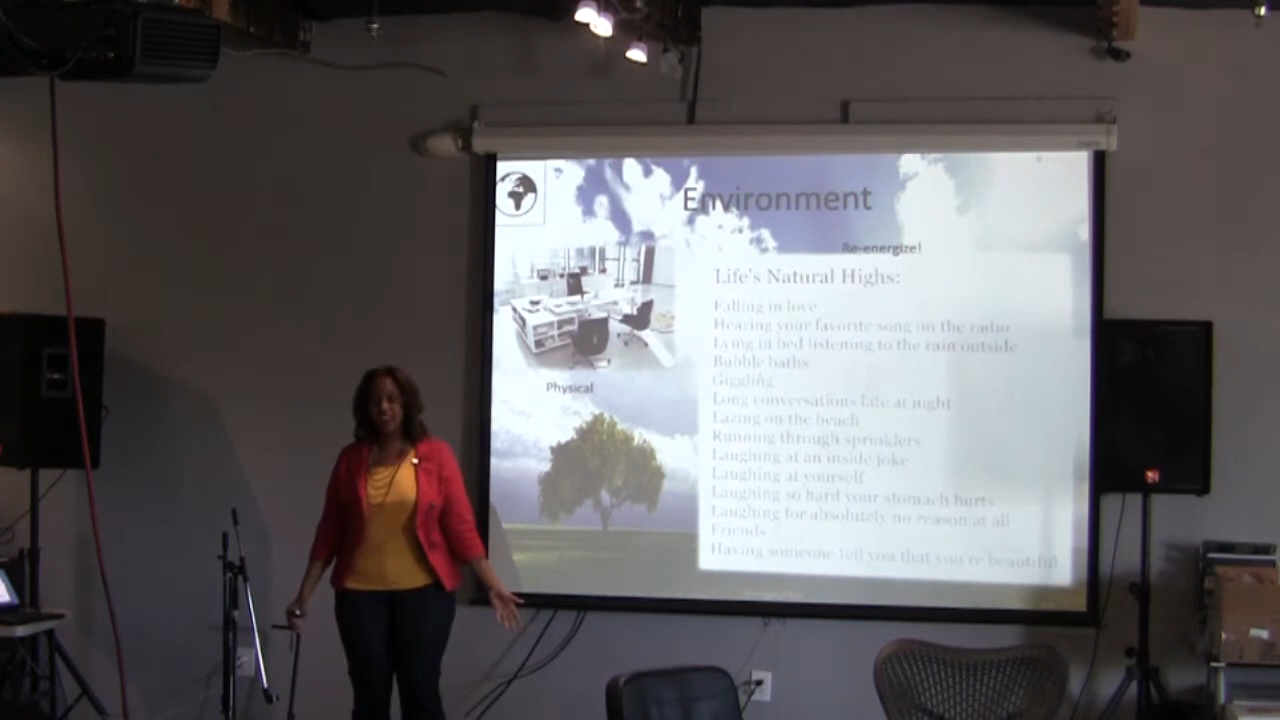 Environment
Re-energize!
Life's Natural Highs:
Falling in love
Hearing your favorite song on the radio
Lying in bed listening to the rain outside
Bubble baths
Giggling
Long conversations late at night
Lazing on the beach
Running through sprinklers
Laughing at an inside joke
Laughing at yourself
Laughing so hard your stomach hurts
Laughing for absolutely no reason at all
Friends
Having someone tell you that you're beautiful
Physical